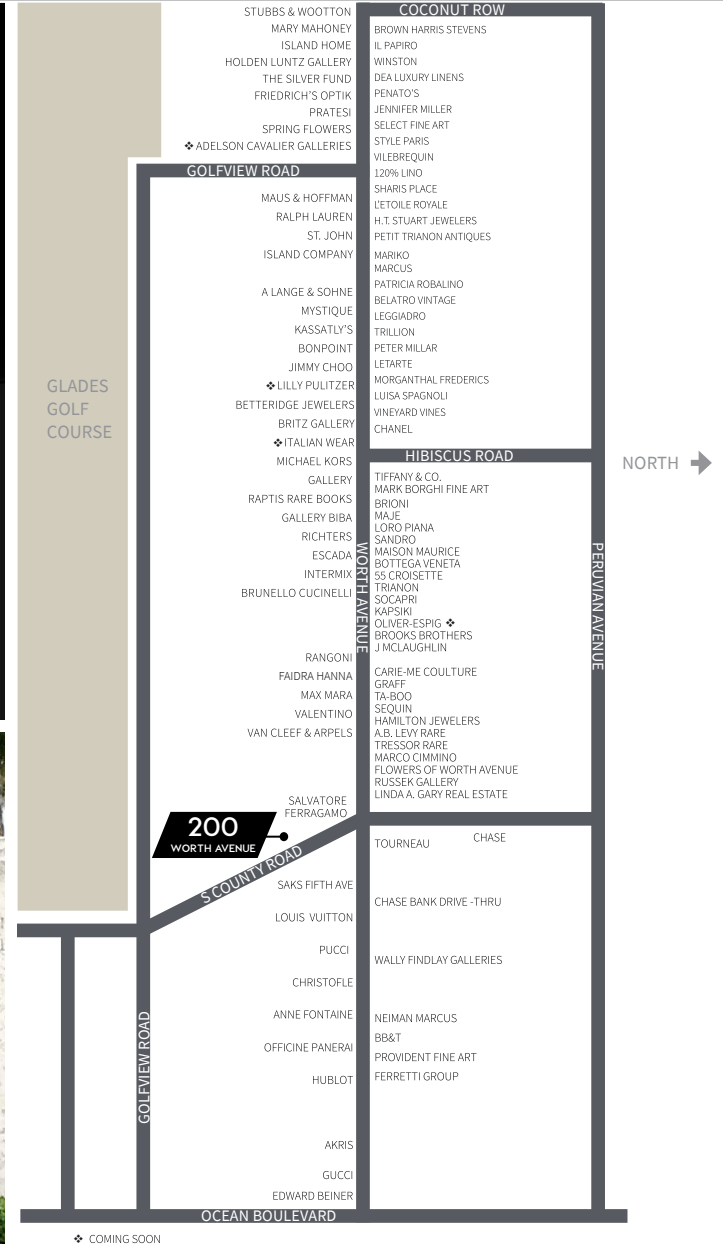 COCONUT ROW
STUBBS & WOOTTON
MARY MAHONEY
ISLAND HOME
HOLDEN LUNTZ GALLERY
THE SILVER FUND
FRIEDRICH'S OPTIK
PRATESI
SPRING FLOWERS
❖ ADELSON CAVALIER GALLERIES
GOLFVIEW ROAD
MAUS & HOFFMAN
RALPH LAUREN
ST. JOHN
ISLAND COMPANY
A LANGE & SOHNE
MYSTIQUE
KASSATLY'S
BONPOINT
JIMMY CHOO
❖ LILLY PULITZER
BETTERIDGE JEWELERS
BRITZ GALLERY
❖ ITALIAN WEAR
MICHAEL KORS
GALLERY
RAPTIS RARE BOOKS
GALLERY BIBA
RICHTERS
ESCADA
INTERMIX
BRUNELLO CUCINELLI
RANGONI
FAIDRA HANNA
MAX MARA
VALENTINO
VAN CLEEF & ARPELS
SALVATORE
FERRAGAMO
200
WORTH AVENUE
S COUNTY ROAD
SAKS FIFTH AVE
LOUIS VUITTON
PUCCI
CHRISTOFLE
ANNE FONTAINE
OFFICINE PANERAI
HUBLOT
AKRIS
GUCCI
EDWARD BEINER
BROWN HARRIS STEVENS
IL PAPIRO
WINSTON
DEA LUXURY LINENS
PENATO'S
JENNIFER MILLER
SELECT FINE ART
STYLE PARIS
VILEBREQUIN
120% LINO
SHARIS PLACE
L'ETOILE ROYALE
H.T. STUART JEWELERS
PETIT TRIANON ANTIQUES
MARIKO
MARCUS
PATRICIA ROBALINO
BELATRO VINTAGE
LEGGIADRO
TRILLION
PETER MILLAR
LETARTE
MORGANTHAL FREDERICS
LUISA SPAGNOLI
VINEYARD VINES
CHANEL
HIBISCUS ROAD
TIFFANY & CO.
MARK BORGHI FINE ART
BRIONI
MAJE
LORO PIANA
SANDRO
MAISON MAURICE
BOTTEGA VENETA
55 CROISETTE
TRIANON
SOCAPRI
KAPSIKI
OLIVER-ESPIG ❖
BROOKS BROTHERS
J MCLAUGHLIN
CARIE-ME COULTURE
GRAFF
TA-BOO
SEQUIN
HAMILTON JEWELERS
A.B. LEVY RARE
TRESSOR RARE
MARCO CIMMINO
FLOWERS OF WORTH AVENUE
RUSSEK GALLERY
LINDA A. GARY REAL ESTATE
TOURNEAU
CHASE
CHASE BANK DRIVE -THRU
WALLY FINDLAY GALLERIES
NEIMAN MARCUS
BB&T
PROVIDENT FINE ART
FERRETTI GROUP
WORTH AVENUE
PERUVIAN AVENUE
NORTH
GLADES
GOLF
COURSE
GOLFVIEW ROAD
OCEAN BOULEVARD
❖ COMING SOON